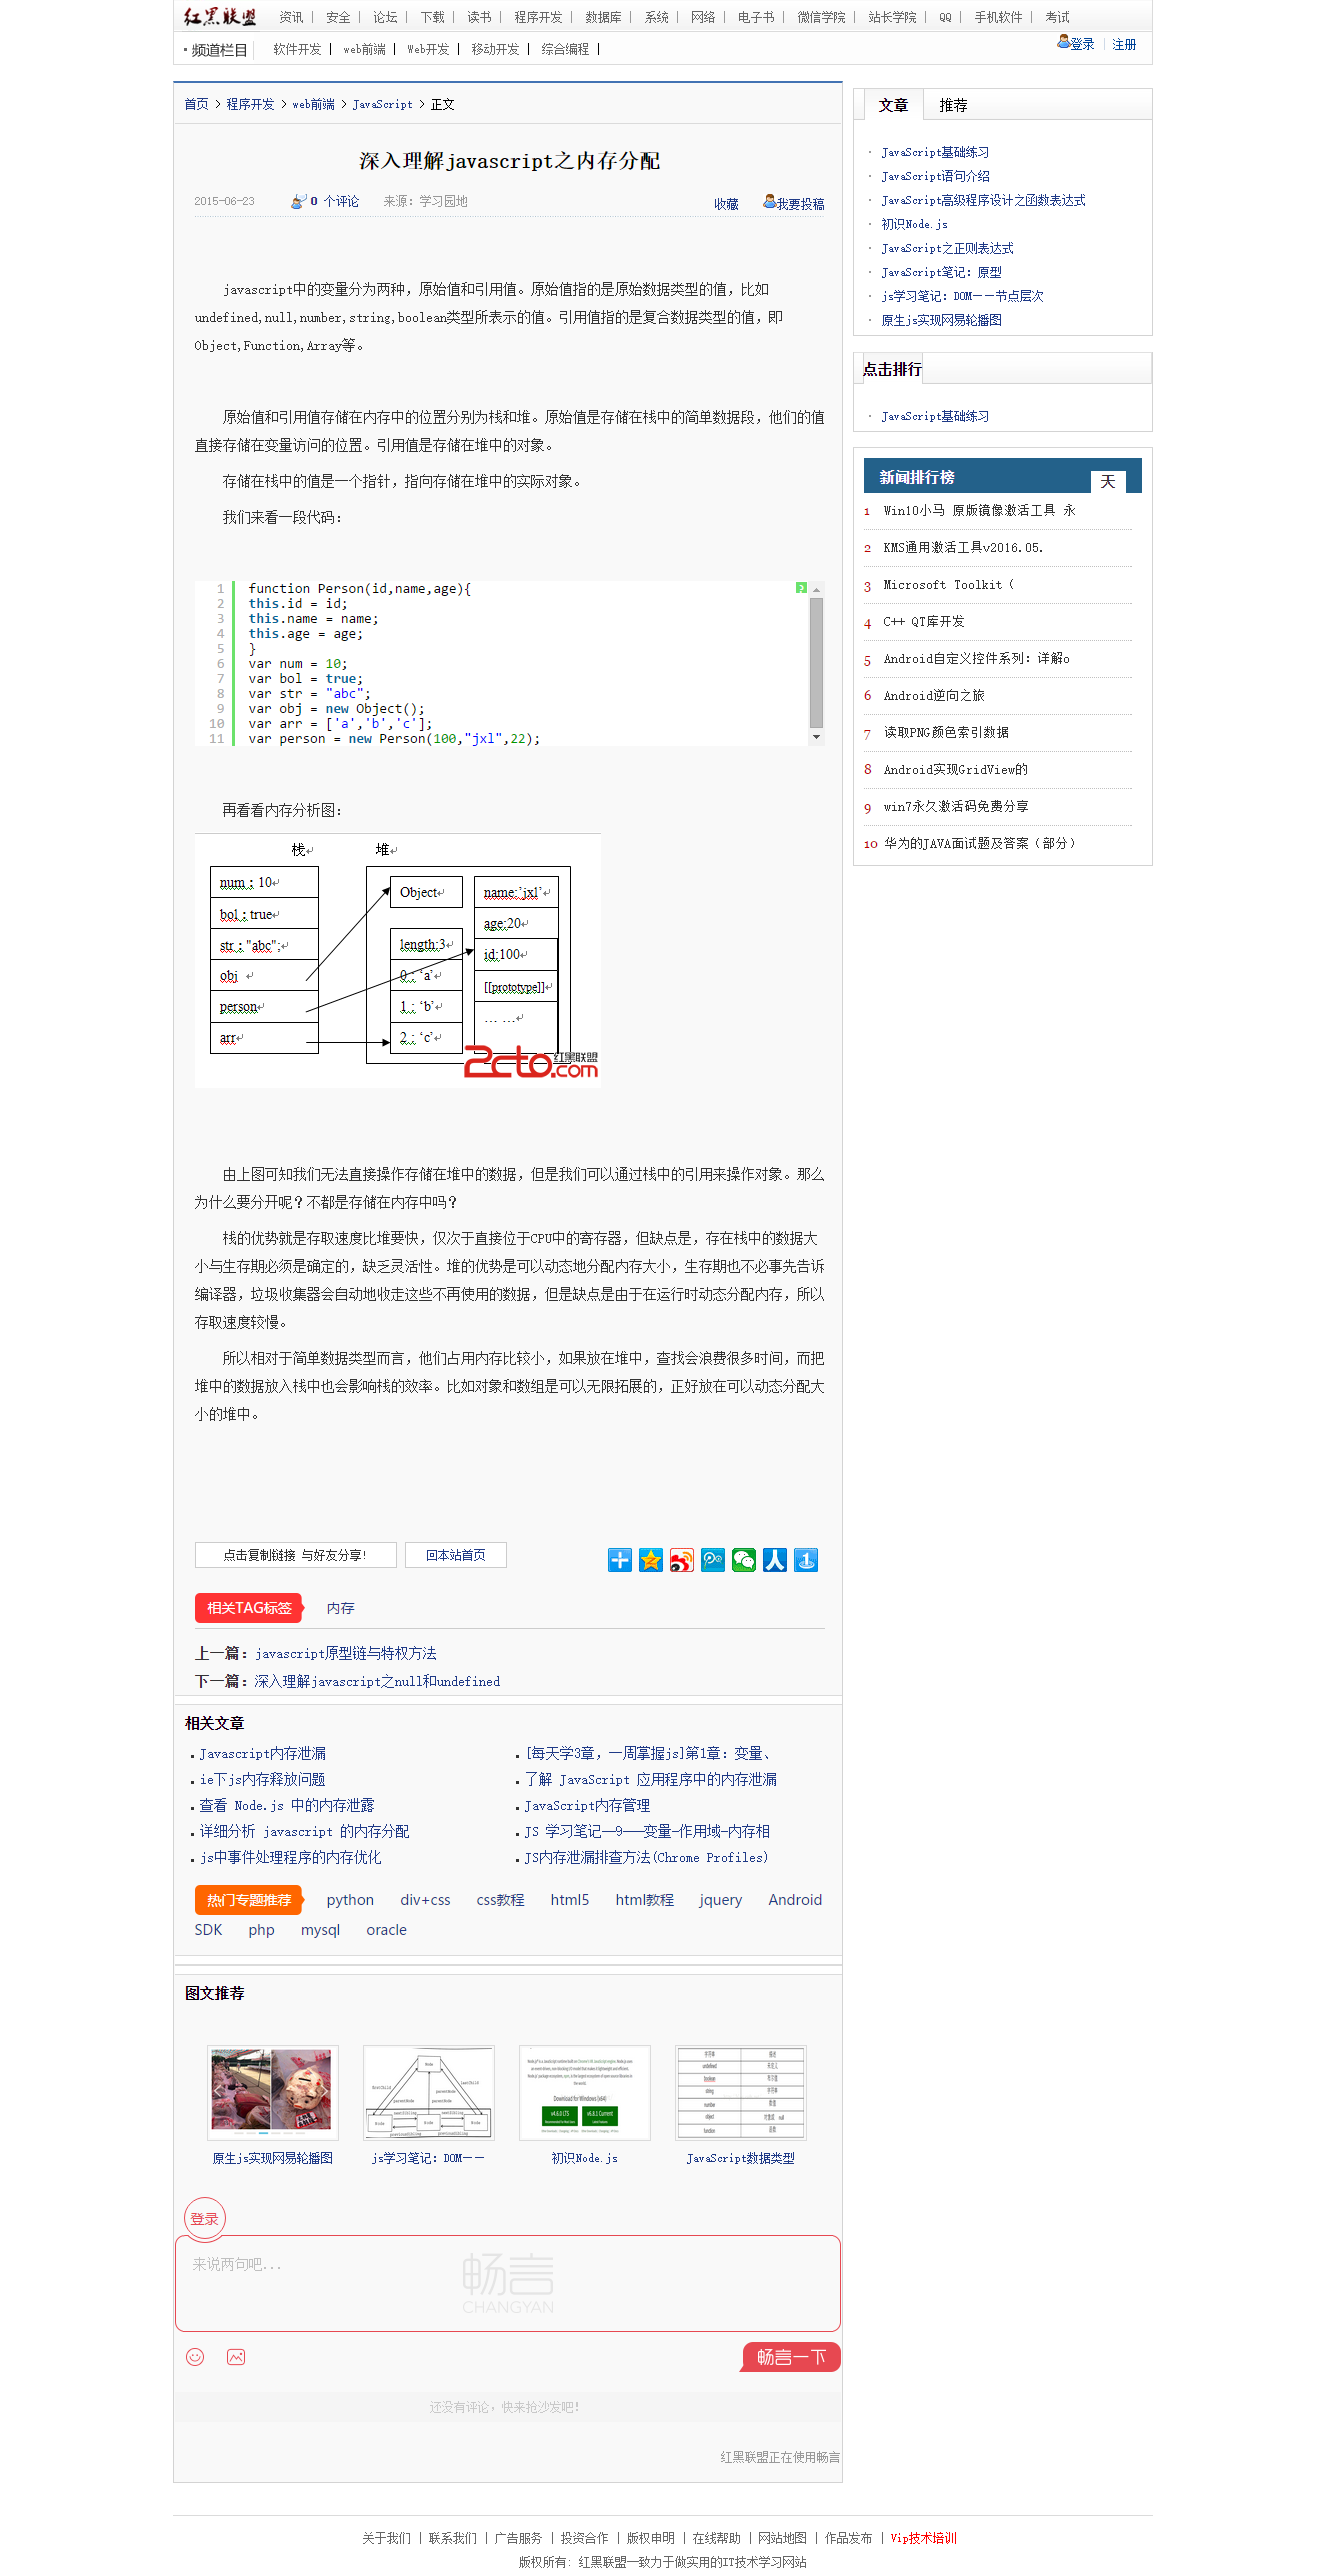 红黑联盟 资讯 | 安全 | 论坛 | 下载 | 读书 | 程序开发 | 数据库 | 系统 | 网络 | 电子书 | 微信学院 | 站长学院 | QQ | 手机软件 | 考试
· 频道栏目 软件开发 | web前端 | Web开发 | 移动开发 | 综合编程 | 登录 | 注册
首页 > 程序开发 > web前端 > JavaScript > 正文
深入理解javascript之内存分配
2015-06-23 0 个评论 来源：学习园地 收藏 我要投稿
javascript中的变量分为两种，原始值和引用值。原始值指的是原始数据类型的值，比如
undefined,null,number,string,boolean类型所表示的值。引用值指的是复合数据类型的值，即
Object,Function,Array等。
原始值和引用值存储在内存中的位置分别为栈和堆。原始值是存储在栈中的简单数据段，他们的值
直接存储在变量访问的位置。引用值是存储在堆中的对象。
存储在栈中的值是一个指针，指向存储在堆中的实际对象。
我们来看一段代码：
1 function Person(id,name,age){ ?
2 this.id = id;
3 this.name = name;
4 this.age = age;
5 }
6 var num = 10;
7 var bol = true;
8 var str = "abc";
9 var obj = new Object();
10 var arr = ['a','b','c'];
11 var person = new Person(100,"jxl",22);
再看看内存分析图：
栈 堆
num：10
bol：true
str："abc";
obj
person
arr
Object
length:3
0：‘a’
1：‘b’
2：‘c’
name:’jxl’
age:20
id:100
[[prototype]]
… …
2cto.com 红黑联盟
由上图可知我们无法直接操作存储在堆中的数据，但是我们可以通过栈中的引用来操作对象。那么
为什么要分开呢？不都是存储在内存中吗？
栈的优势就是存取速度比堆要快，仅次于直接位于CPU中的寄存器，但缺点是，存在栈中的数据大
小与生存期必须是确定的，缺乏灵活性。堆的优势是可以动态地分配内存大小，生存期也不必事先告诉
编译器，垃圾收集器会自动地收走这些不再使用的数据，但是缺点是由于在运行时动态分配内存，所以
存取速度较慢。
所以相对于简单数据类型而言，他们占用内存比较小，如果放在堆中，查找会浪费很多时间，而把
堆中的数据放入栈中也会影响栈的效率。比如对象和数组是可以无限拓展的，正好放在可以动态分配大
小的堆中。
点击复制链接 与好友分享! 回本站首页
相关TAG标签 内存
上一篇：javascript原型链与特权方法
下一篇：深入理解javascript之null和undefined
相关文章
Javascript内存泄漏
ie下js内存释放问题
查看 Node.js 中的内存泄露
详细分析 javascript 的内存分配
js中事件处理程序的内存优化
[每天学3章，一周掌握js]第1章：变量、
了解 JavaScript 应用程序中的内存泄漏
JavaScript内存管理
JS 学习笔记--9---变量-作用域-内存相
JS内存泄漏排查方法(Chrome Profiles)
热门专题推荐 python div+css css教程 html5 html教程 jquery Android
SDK php mysql oracle
图文推荐
原生js实现网易轮播图
js学习笔记：DOM——
初识Node.js
JavaScript数据类型
登录
来说两句吧...
畅言
CHANGYAN
畅言一下
还没有评论，快来抢沙发吧！
红黑联盟正在使用畅言
文章 推荐
· JavaScript基础练习
· JavaScript语句介绍
· JavaScript高级程序设计之函数表达式
· 初识Node.js
· JavaScript之正则表达式
· JavaScript笔记：原型
· js学习笔记：DOM——节点层次
· 原生js实现网易轮播图
点击排行
· JavaScript基础练习
新闻排行榜 天
1 Win10小马 原版镜像激活工具 永
2 KMS通用激活工具v2016.05.
3 Microsoft Toolkit（
4 C++ QT库开发
5 Android自定义控件系列：详解o
6 Android逆向之旅
7 读取PNG颜色索引数据
8 Android实现GridView的
9 win7永久激活码免费分享
10 华为的JAVA面试题及答案（部分）
关于我们 | 联系我们 | 广告服务 | 投资合作 | 版权申明 | 在线帮助 | 网站地图 | 作品发布 | Vip技术培训
版权所有: 红黑联盟--致力于做实用的IT技术学习网站